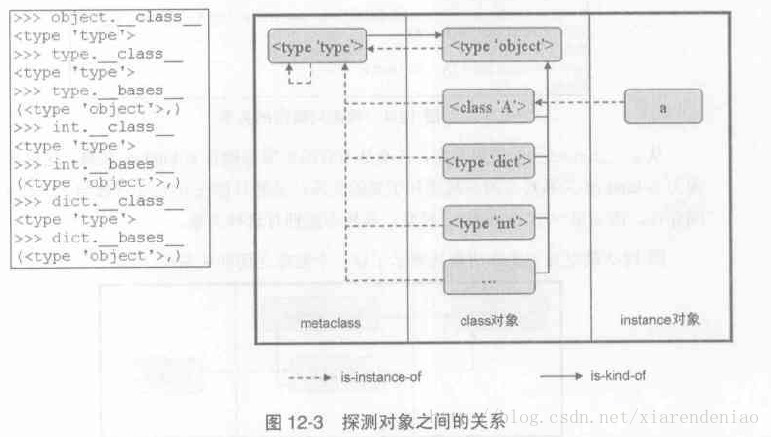 >>> object.__class__
<type 'type'>
>>> type.__class__
<type 'type'>
>>> type.__bases__
(<type 'object'>,)
>>> int.__class__
<type 'type'>
>>> int.__bases__
(<type 'object'>,)
>>> dict.__class__
<type 'type'>
>>> dict.__bases__
(<type 'object'>,)
<type 'type'>
<type 'object'>
<class 'A'>
a
<type 'dict'>
<type 'int'>
...
metaclass
class对象
instance对象
is-instance-of
is-kind-of
图 12-3 探测对象之间的关系
blog.csdn.net/xiarendeniao